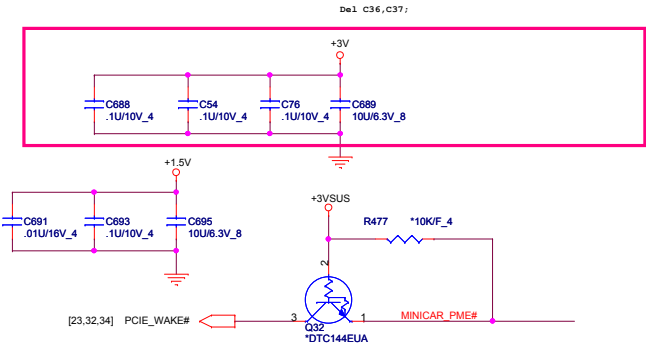 Del C36,C37;
+3V
C688
.1U/10V_4
C54
.1U/10V_4
C76
.1U/10V_4
C689
10U/6.3V_8
+1.5V
C691
.01U/16V_4
C693
.1U/10V_4
C695
10U/6.3V_8
+3VSUS
R477 *10K/F_4
2
[23,32,34] PCIE_WAKE# 3 1 MINICAR_PME#
Q32
*DTC144EUA